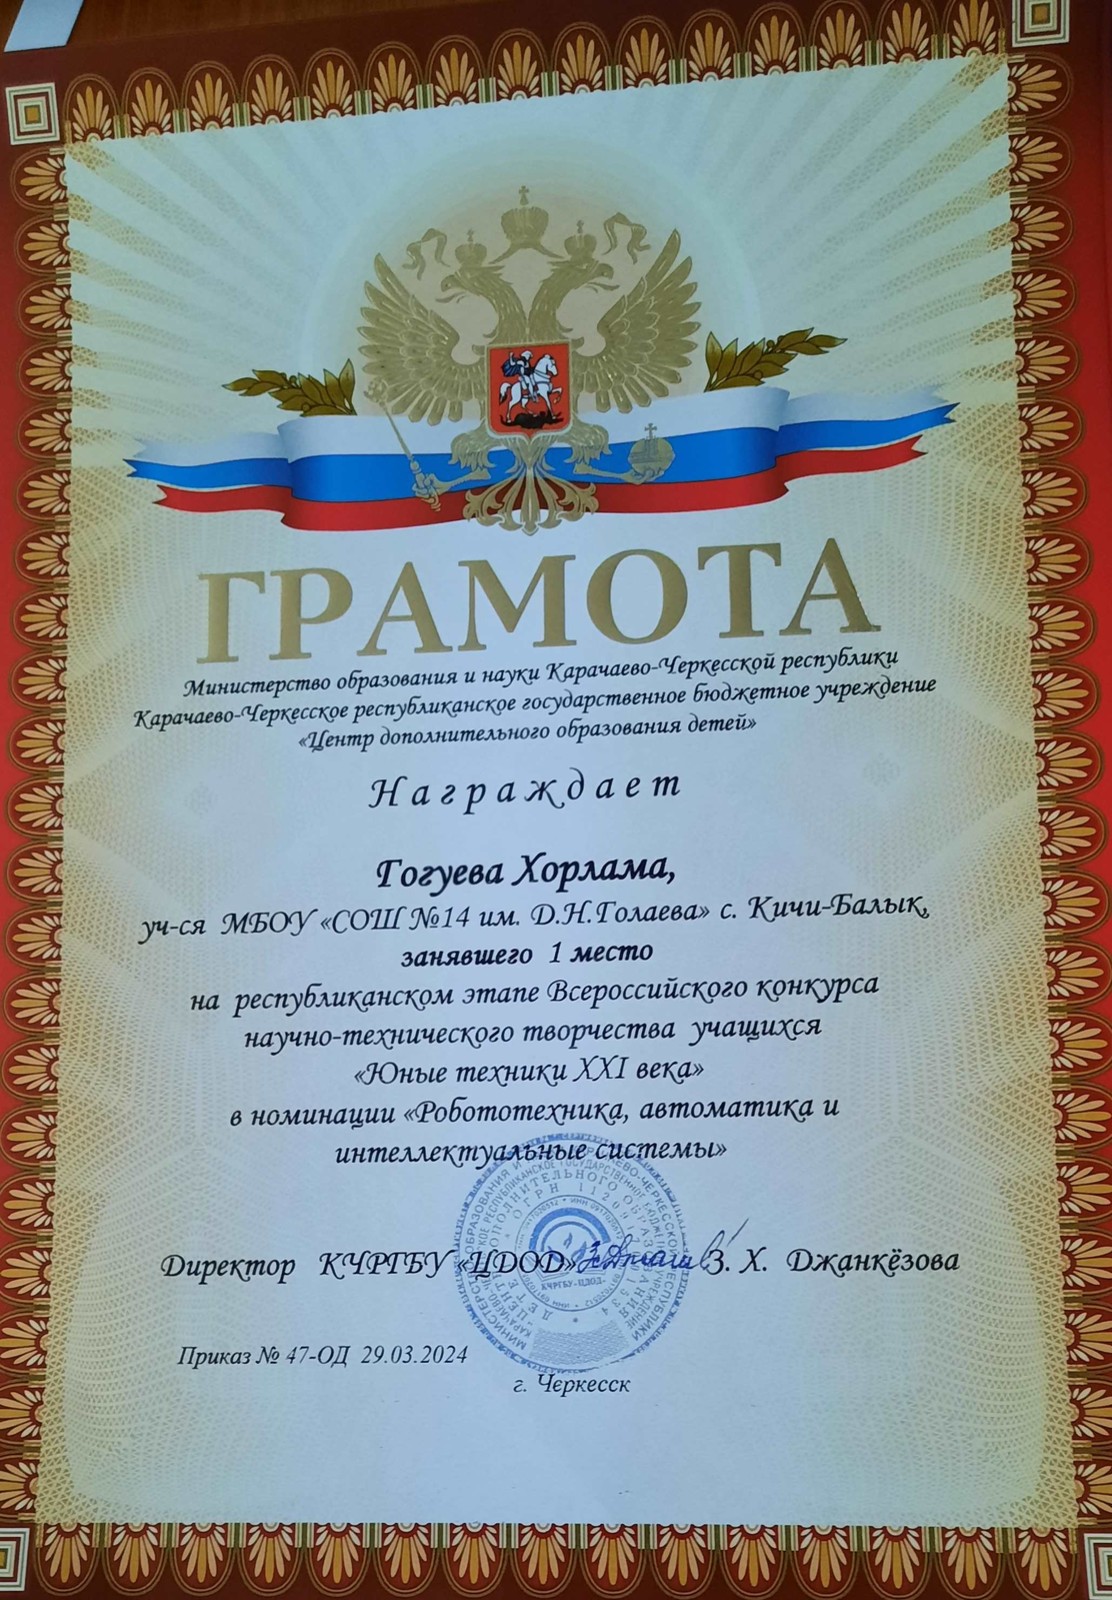 ГРАМОТА
Министерство образования и науки Карачаево-Черкесской республики
Карачаево-Черкесское республиканское государственное бюджетное учреждение
«Центр дополнительного образования детей»
Награждает
Гогуева Хорлама,
уч-ся МБОУ «СОШ №14 им. Д.Н.Голаева» с. Кичи-Балык,
занявшего 1 место
на республиканском этапе Всероссийского конкурса
научно-технического творчества учащихся
«Юные техники XXI века»
в номинации «Робототехника, автоматика и
интеллектуальные системы»
Директор КЧРГБУ «ЦДОД» З. Х. Джанкёзова
КЧРГБУ «ЦДОД»
Приказ № 47-ОД 29.03.2024
г. Черкесск